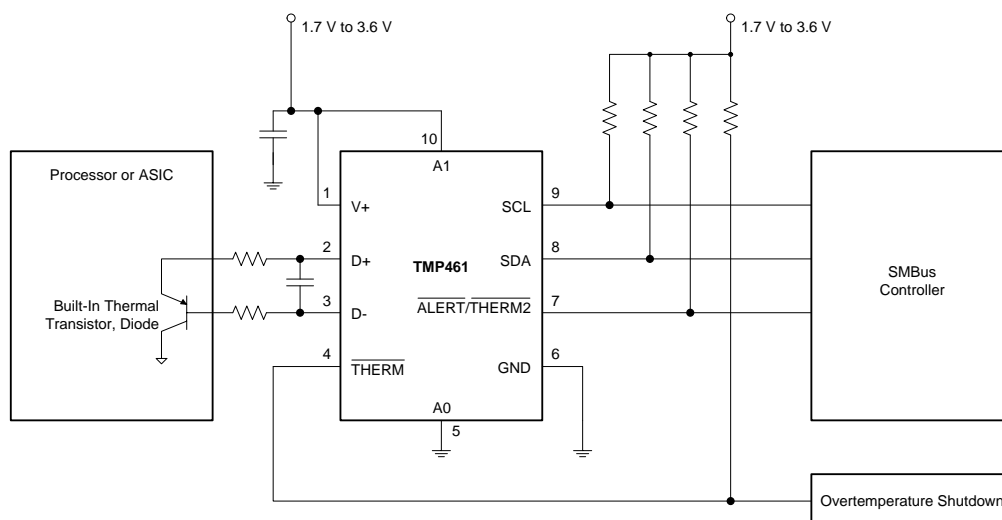 1.7 V to 3.6 V
1.7 V to 3.6 V
Processor or ASIC
10
A1
1
V+
SCL
9
2
D+
TMP461
SDA
8
SMBus
Controller
Built-In Thermal
Transistor, Diode
3
D-
ALERT/THERM2
7
4
THERM
GND
6
A0
5
Overtemperature Shutdown